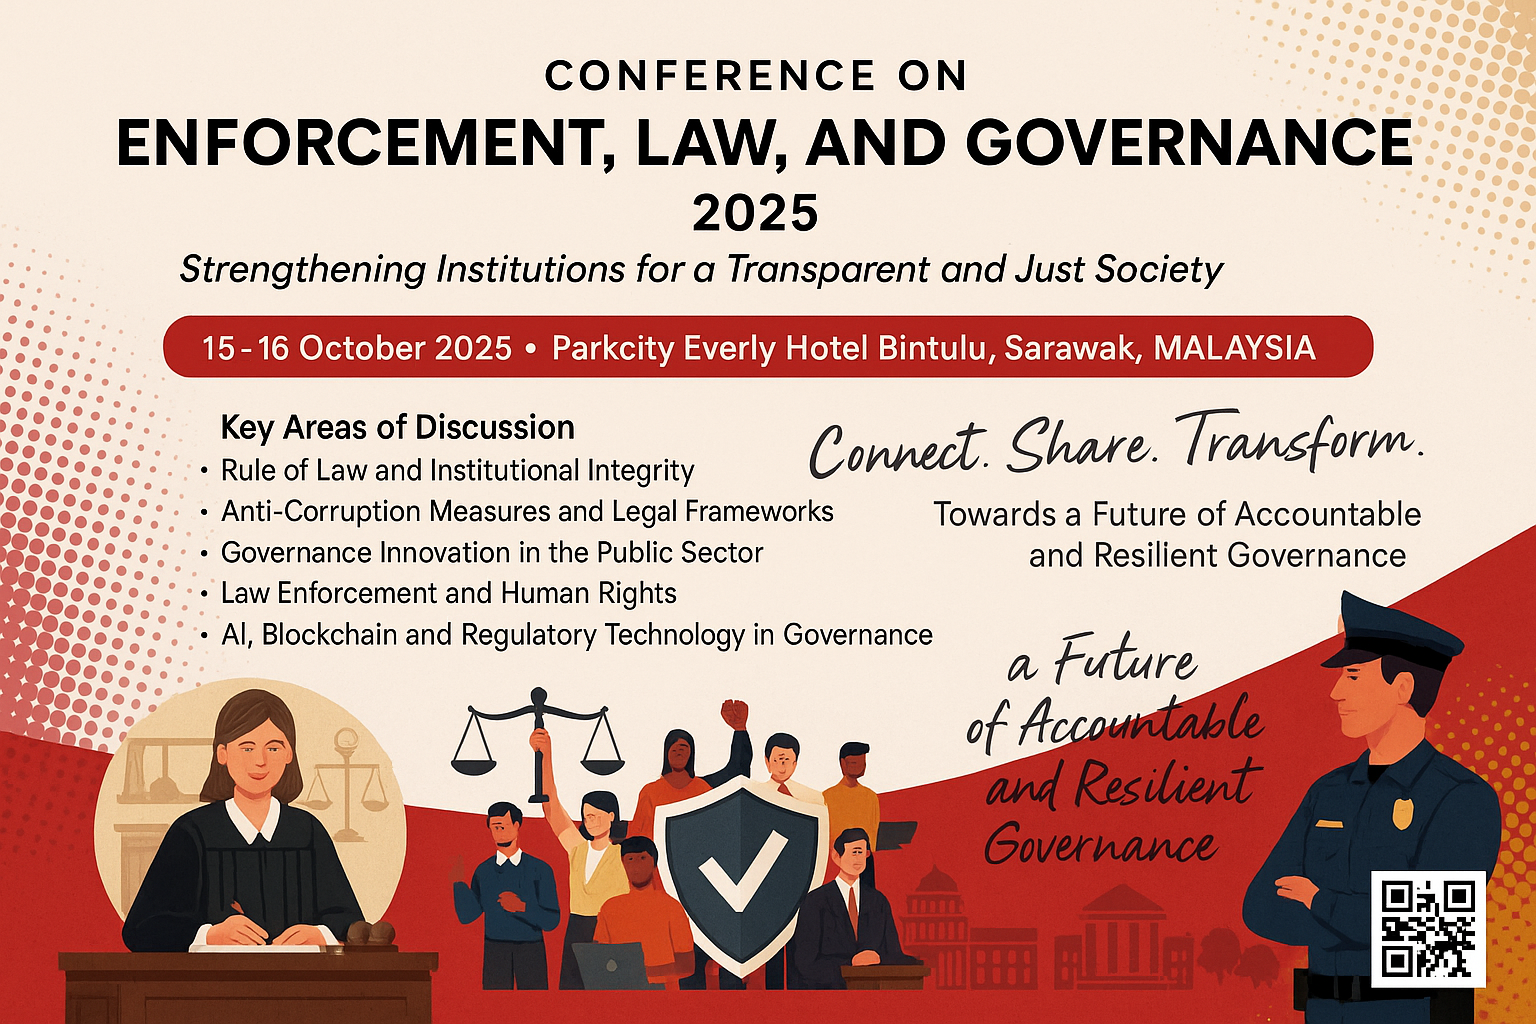 CONFERENCE ON
ENFORCEMENT, LAW, AND GOVERNANCE
2025
Strengthening Institutions for a Transparent and Just Society
15-16 October 2025 • Parkcity Everly Hotel Bintulu, Sarawak, MALAYSIA
Key Areas of Discussion
• Rule of Law and Institutional Integrity
• Anti-Corruption Measures and Legal Frameworks
• Governance Innovation in the Public Sector
• Law Enforcement and Human Rights
• AI, Blockchain and Regulatory Technology in Governance
Connect. Share. Transform.
Towards a Future of Accountable
and Resilient Governance
a Future
of Accountable
and Resilient
Governance